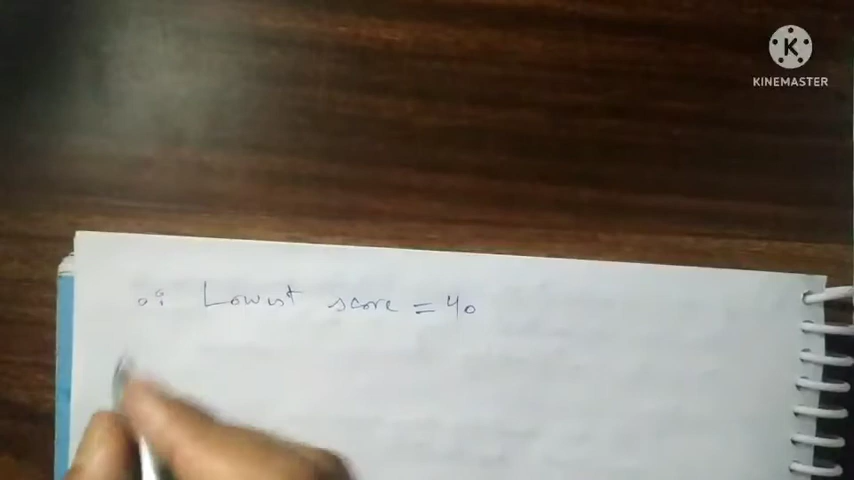 ∴ Lowest score = 40
K
KINEMASTER